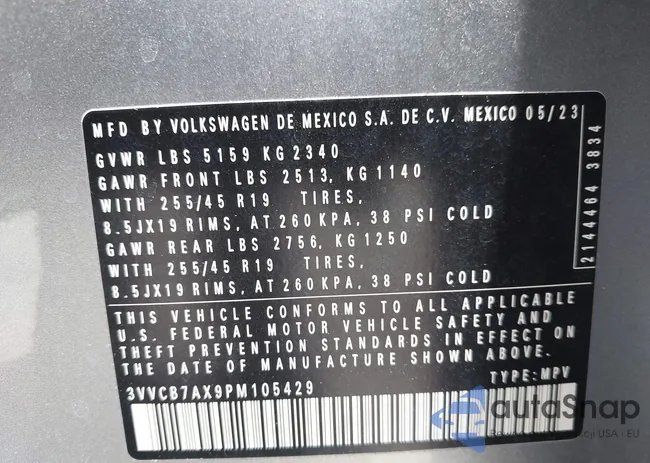 MFD BY VOLKSWAGEN DE MEXICO S.A. DE C.V. MEXICO 05/23
GVWR LBS 5159 KG 2340
GAWR FRONT LBS 2513, KG 1140
WITH 255/45 R19 TIRES,
8.5JX19 RIMS, AT 260 KPA, 38 PSI COLD
GAWR REAR LBS 2756, KG 1250
WITH 255/45 R19 TIRES,
8.5JX19 RIMS, AT 260 KPA, 38 PSI COLD
THIS VEHICLE CONFORMS TO ALL APPLICABLE
U.S. FEDERAL MOTOR VEHICLE SAFETY AND
THEFT PREVENTION STANDARDS IN EFFECT ON
THE DATE OF MANUFACTURE SHOWN ABOVE.
3VVCB7AX9PM105429 TYPE: MPV
2144464 3834
autoSnap
USA - EU